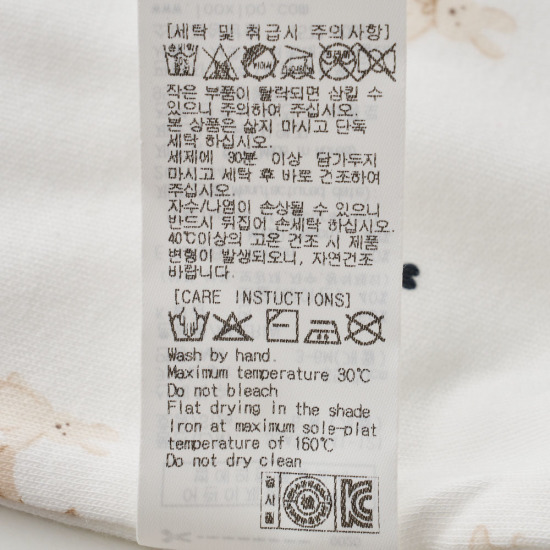 [세탁 및 취급시 주의사항]
작은 부품이 탈락되면 삼킬 수
있으니 주의하여 주십시오.
본 상품은 삶지 마시고 단독
세탁 하십시오.
세제에 30분 이상 담가두지
마시고 세탁 후 바로 건조하여
주십시오.
자수/나염이 손상될 수 있으니
반드시 뒤집어 손세탁 하십시오.
40℃이상의 고온 건조 시 제품
변형이 발생되오니, 자연건조
바랍니다.
[CARE INSTUCTIONS]
Wash by hand.
Maximum temperature 30℃
Do not bleach
Flat drying in the shade
Iron at maximum sole-plat
temperature of 160℃
Do not dry clean